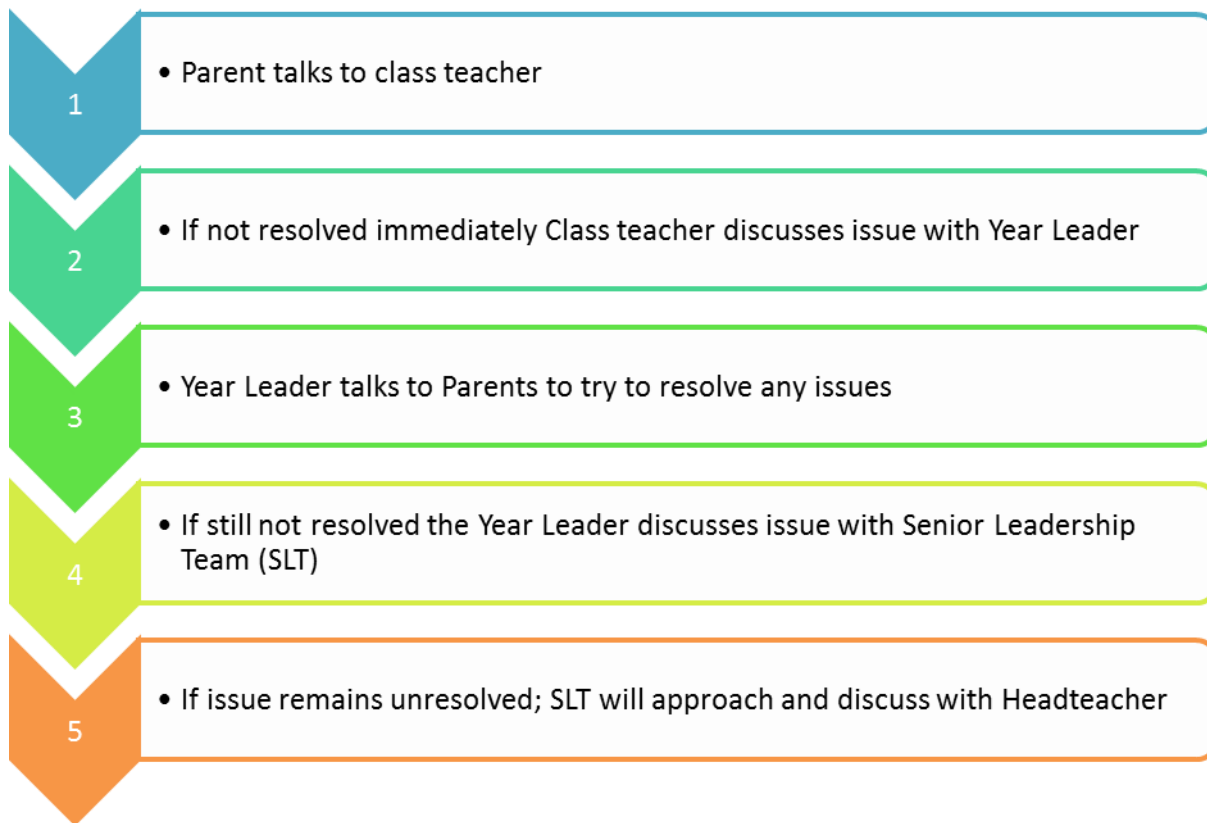 1
• Parent talks to class teacher
2
• If not resolved immediately Class teacher discusses issue with Year Leader
3
• Year Leader talks to Parents to try to resolve any issues
4
• If still not resolved the Year Leader discusses issue with Senior Leadership
Team (SLT)
5
• If issue remains unresolved; SLT will approach and discuss with Headteacher